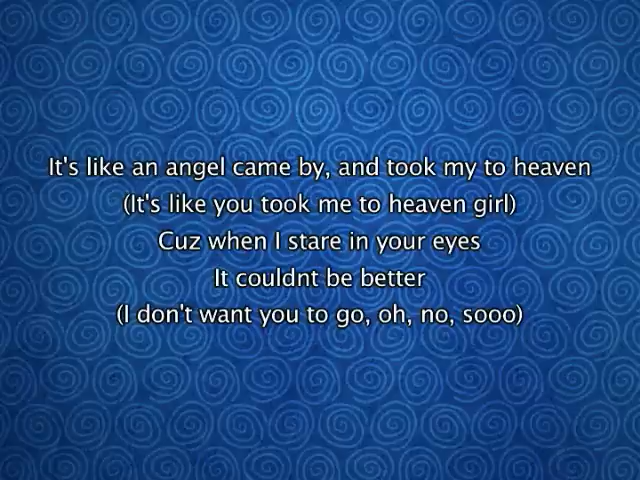 It's like an angel came by, and took my to heaven
(It's like you took me to heaven girl)
Cuz when I stare in your eyes
It couldnt be better
(I don't want you to go, oh, no, sooo)